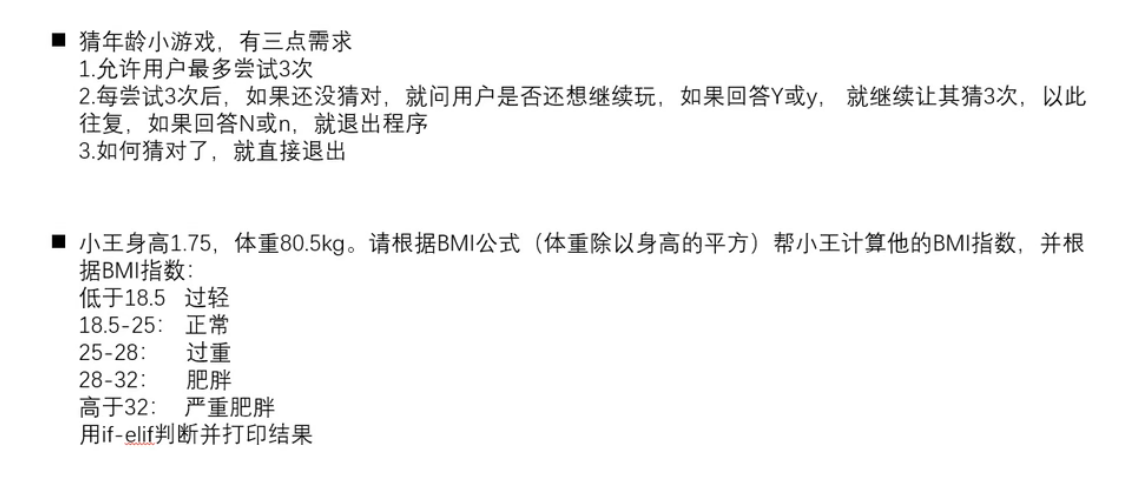 ■ 猜年龄小游戏，有三点需求
1.允许用户最多尝试3次
2.每尝试3次后，如果还没猜对，就问用户是否还想继续玩，如果回答Y或y， 就继续让其猜3次，以此
往复，如果回答N或n，就退出程序
3.如何猜对了，就直接退出
■ 小王身高1.75，体重80.5kg。请根据BMI公式（体重除以身高的平方）帮小王计算他的BMI指数，并根
据BMI指数：
低于18.5 过轻
18.5-25： 正常
25-28： 过重
28-32： 肥胖
高于32： 严重肥胖
用if-elif判断并打印结果